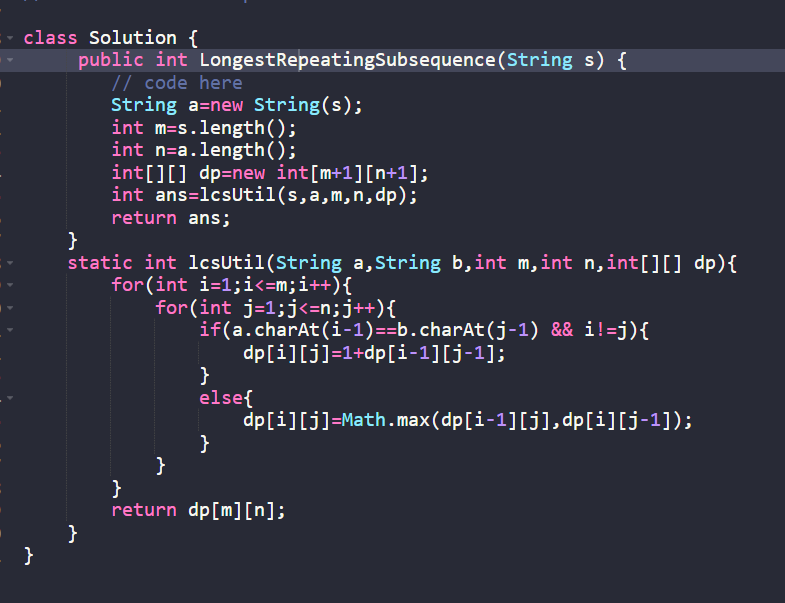 class Solution {
    public int LongestRepeatingSubsequence(String s) {
        // code here
        String a=new String(s);
        int m=s.length();
        int n=a.length();
        int[][] dp=new int[m+1][n+1];
        int ans=lcsUtil(s,a,m,n,dp);
        return ans;
    }
    static int lcsUtil(String a,String b,int m,int n,int[][] dp){
        for(int i=1;i<=m;i++){
            for(int j=1;j<=n;j++){
                if(a.charAt(i-1)==b.charAt(j-1) && i!=j){
                    dp[i][j]=1+dp[i-1][j-1];
                }
                else{
                    dp[i][j]=Math.max(dp[i-1][j],dp[i][j-1]);
                }
            }
        }
        return dp[m][n];
    }
}